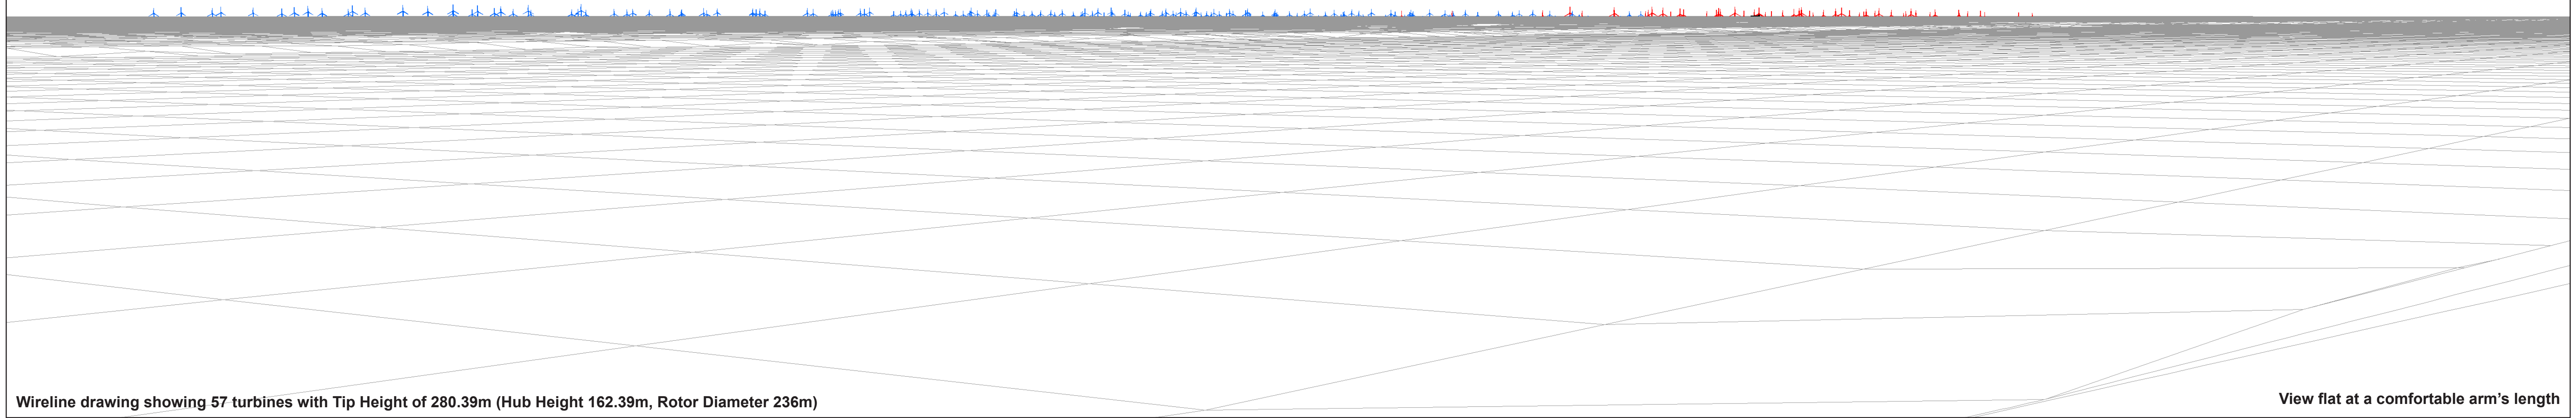 Wireline drawing showing 57 turbines with Tip Height of 280.39m (Hub Height 162.39m, Rotor Diameter 236m)
View flat at a comfortable arm’s length